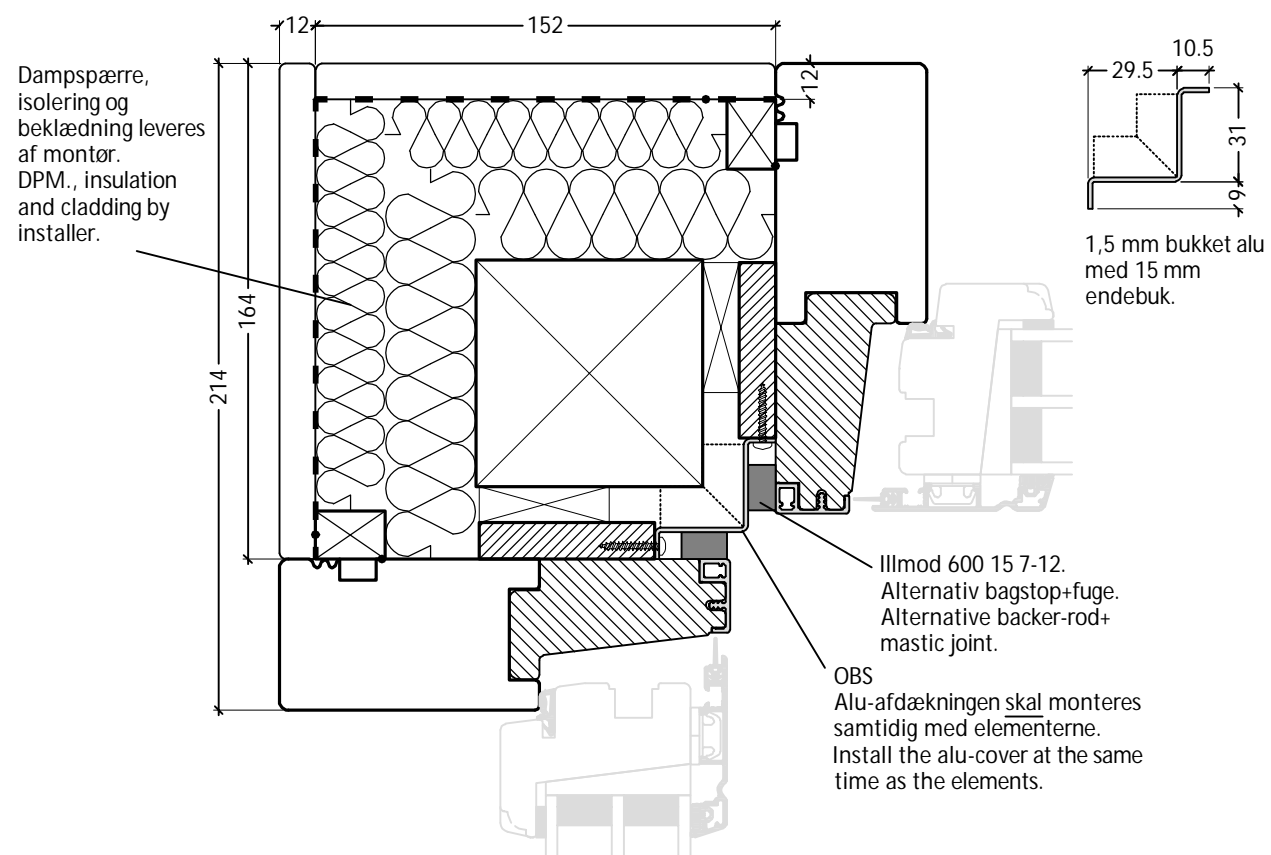 12
152
Dampspærre,
isolering og
beklædning leveres
af montør.
DPM., insulation
and cladding by
installer.
12
164
214
10.5
29.5
31
9
1,5 mm bukket alu
med 15 mm
endebuk.
Illmod 600 15 7-12.
Alternativ bagstop+fuge.
Alternative backer-rod+
mastic joint.
OBS
Alu-afdækningen skal monteres
samtidig med elementerne.
Install the alu-cover at the same
time as the elements.